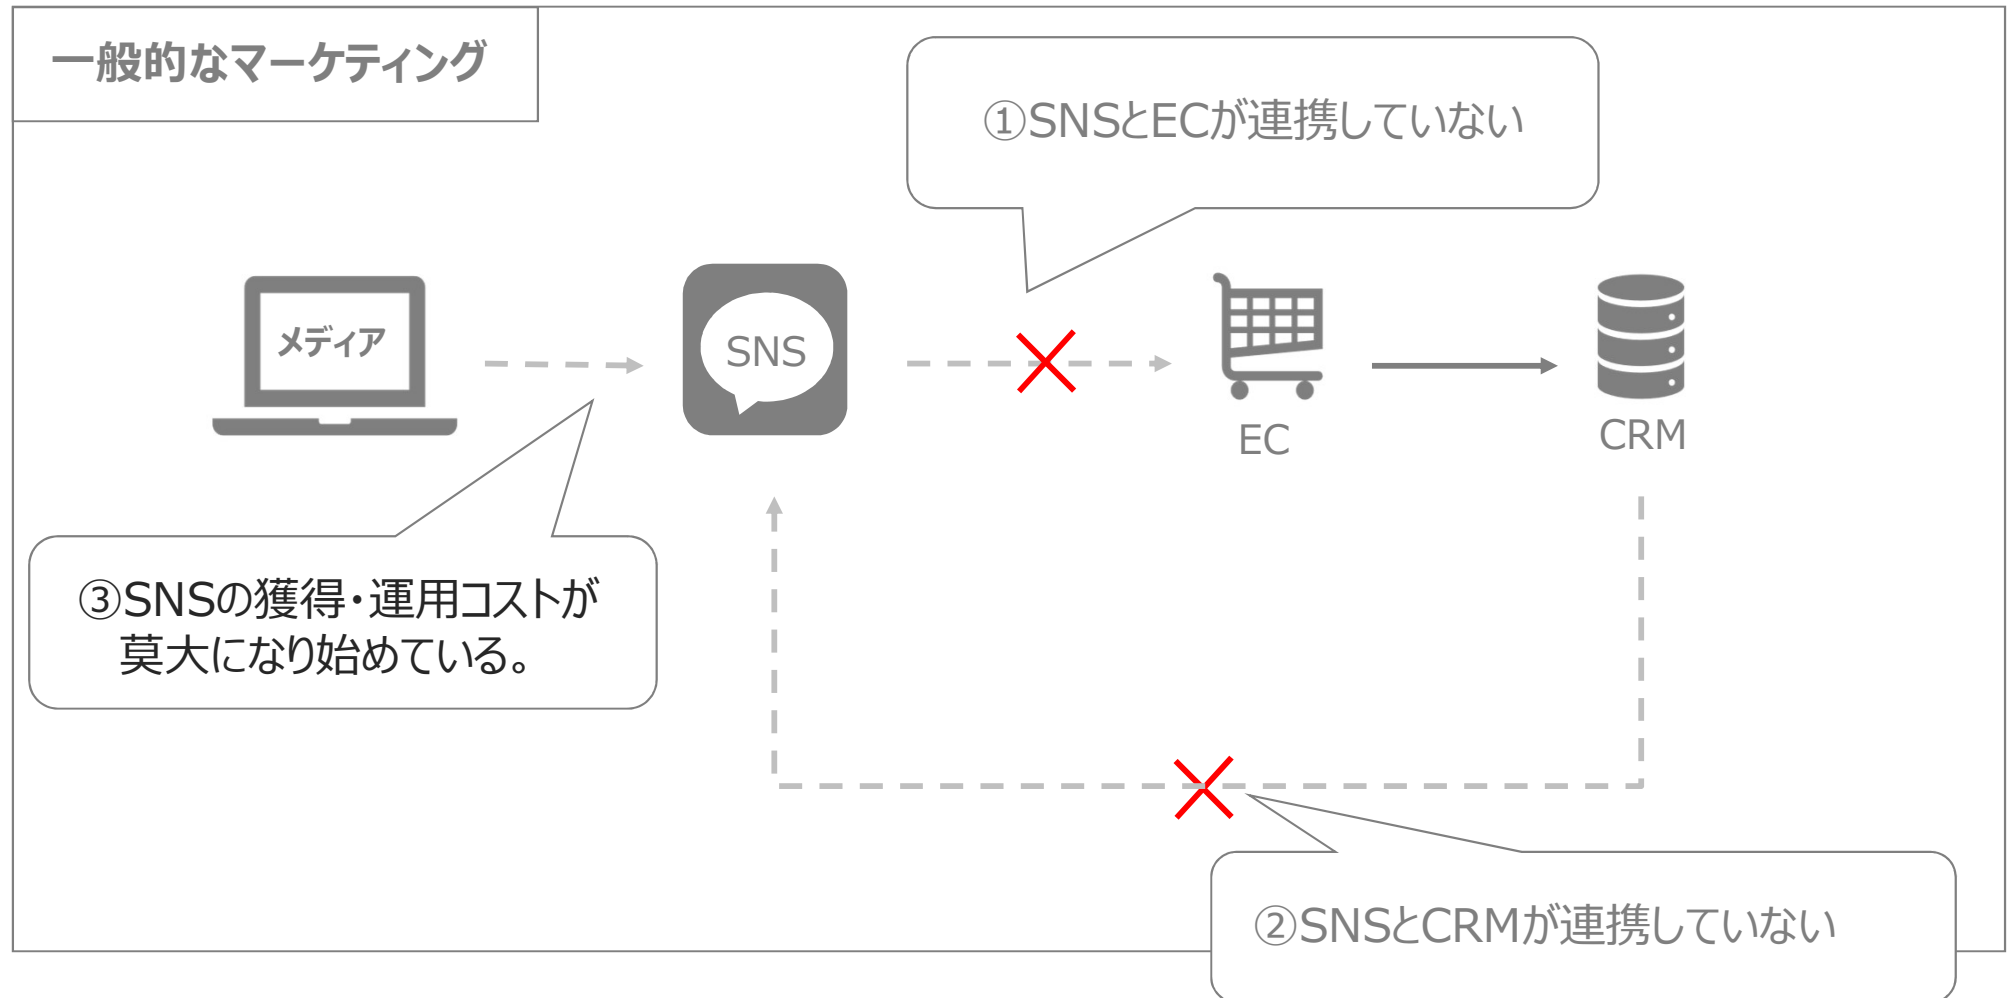 一般的なマーケティング
①SNSとECが連携していない
メディア
SNS
EC
CRM
③SNSの獲得・運用コストが
莫大になり始めている。
②SNSとCRMが連携していない